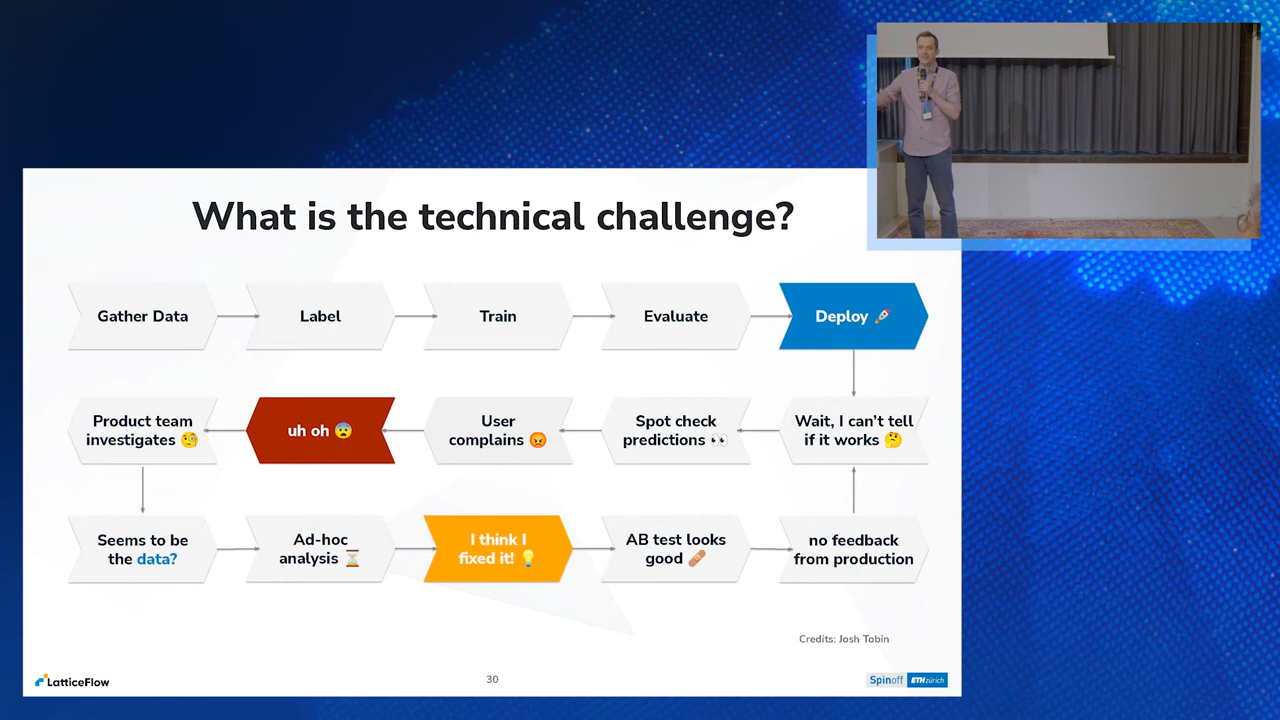 What is the technical challenge?
Gather Data
Label
Train
Evaluate
Deploy 🚀
Product team
investigates 🧐
uh oh 😨
User
complains 😡
Spot check
predictions 👀
Wait, I can't tell
if it works 🤔
Seems to be
the data?
Ad-hoc
analysis ⏳
I think I
fixed it! 💡
AB test looks
good 🩹
no feedback
from production
Credits: Josh Tobin
LatticeFlow
30
Spinoff ETH zürich